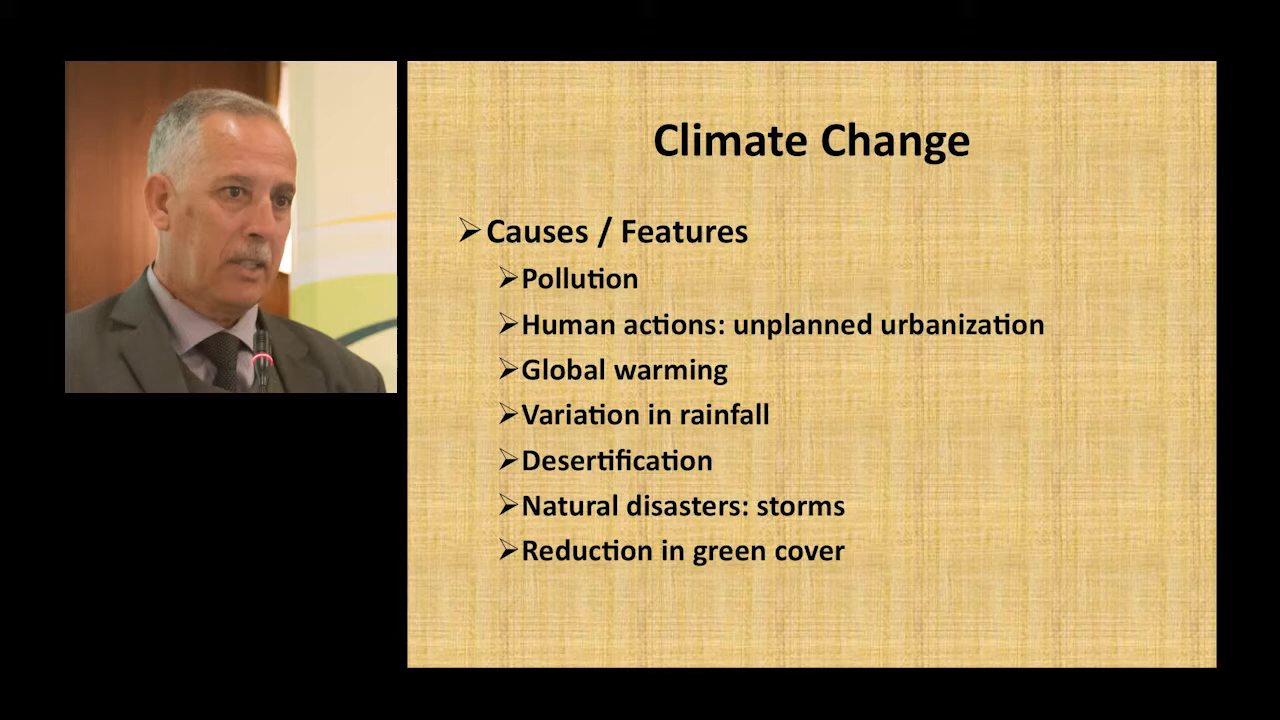 Climate Change
➢Causes / Features
➢Pollution
➢Human actions: unplanned urbanization
➢Global warming
➢Variation in rainfall
➢Desertification
➢Natural disasters: storms
➢Reduction in green cover